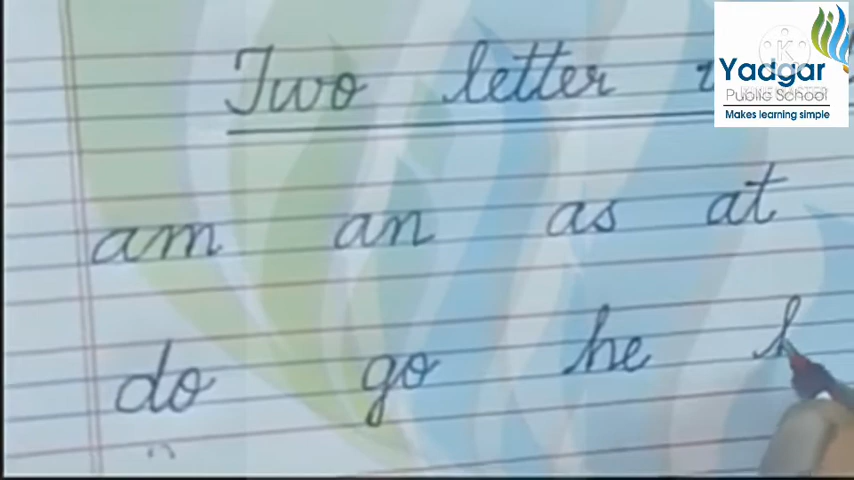 Two letter
am an as at
do go he
Yadgar
Public School
Makes learning simple